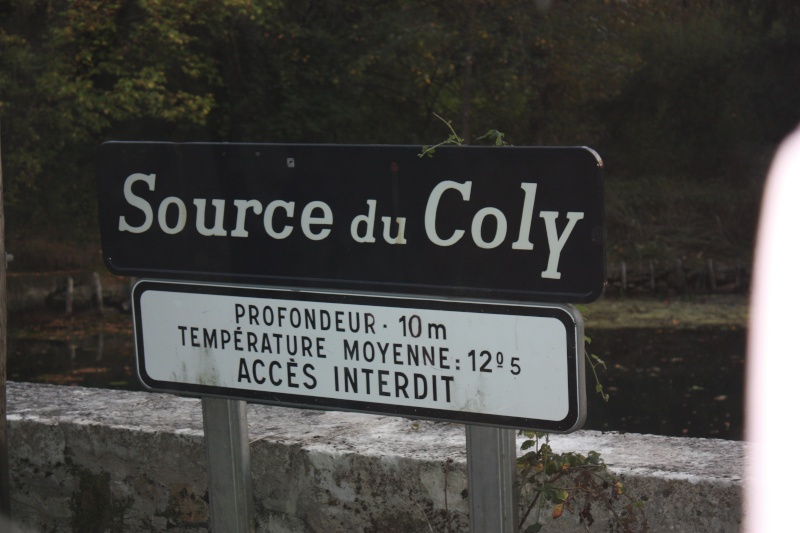 Source du Coly
PROFONDEUR · 10 m
TEMPÉRATURE MOYENNE : 12º5
ACCÈS INTERDIT